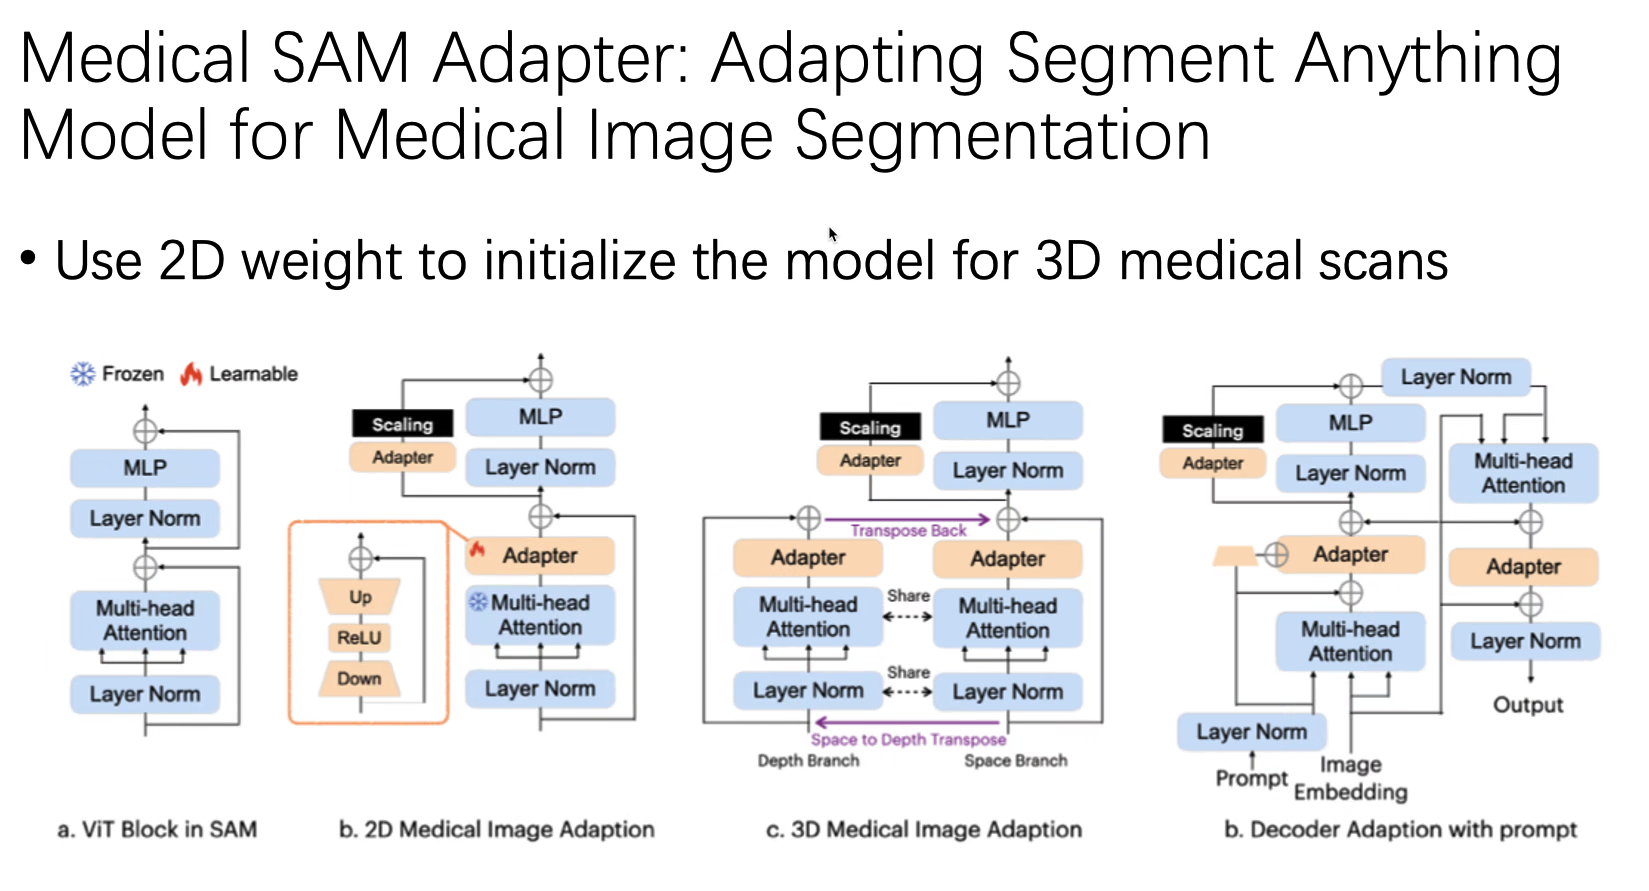 Medical SAM Adapter: Adapting Segment Anything
Model for Medical Image Segmentation
• Use 2D weight to initialize the model for 3D medical scans
Frozen
Learnable
MLP
Layer Norm
Multi-head
Attention
Layer Norm
a. ViT Block in SAM
Scaling
Adapter
MLP
Layer Norm
Adapter
Multi-head
Attention
Layer Norm
Up
ReLU
Down
b. 2D Medical Image Adaption
Scaling
Adapter
MLP
Layer Norm
Transpose Back
Adapter
Adapter
Multi-head
Attention
Share
Multi-head
Attention
Layer Norm
Share
Layer Norm
Space to Depth Transpose
Depth Branch
Space Branch
c. 3D Medical Image Adaption
Layer Norm
Scaling
Adapter
MLP
Layer Norm
Multi-head
Attention
Adapter
Adapter
Multi-head
Attention
Layer Norm
Layer Norm
Output
Prompt
Image
Embedding
b. Decoder Adaption with prompt